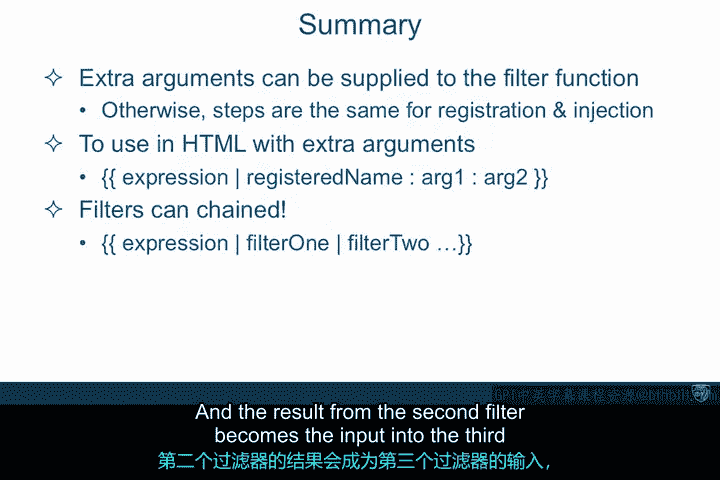 Summary
Extra arguments can be supplied to the filter function
• Otherwise, steps are the same for registration & injection
To use in HTML with extra arguments
• {{ expression | registeredName : arg1 : arg2 }}
Filters can chained!
• {{ expression | filterOne | filterTwo …}}
And the result from the second filter
becomes the input into the third
第二个过滤器的结果会成为第三个过滤器的输入，